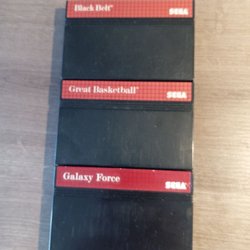 Black Belt®
SEGA
Great Basketball®
SEGA
Galaxy Force
SEGA